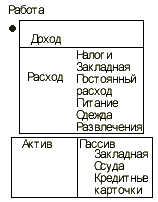 Работа
Доход
Налоги
Закладная
Расход Постоянный
расход
Питание
Одежда
Развлечения
Актив Пассив
Закладная
Ссуда
Кредитные
карточки